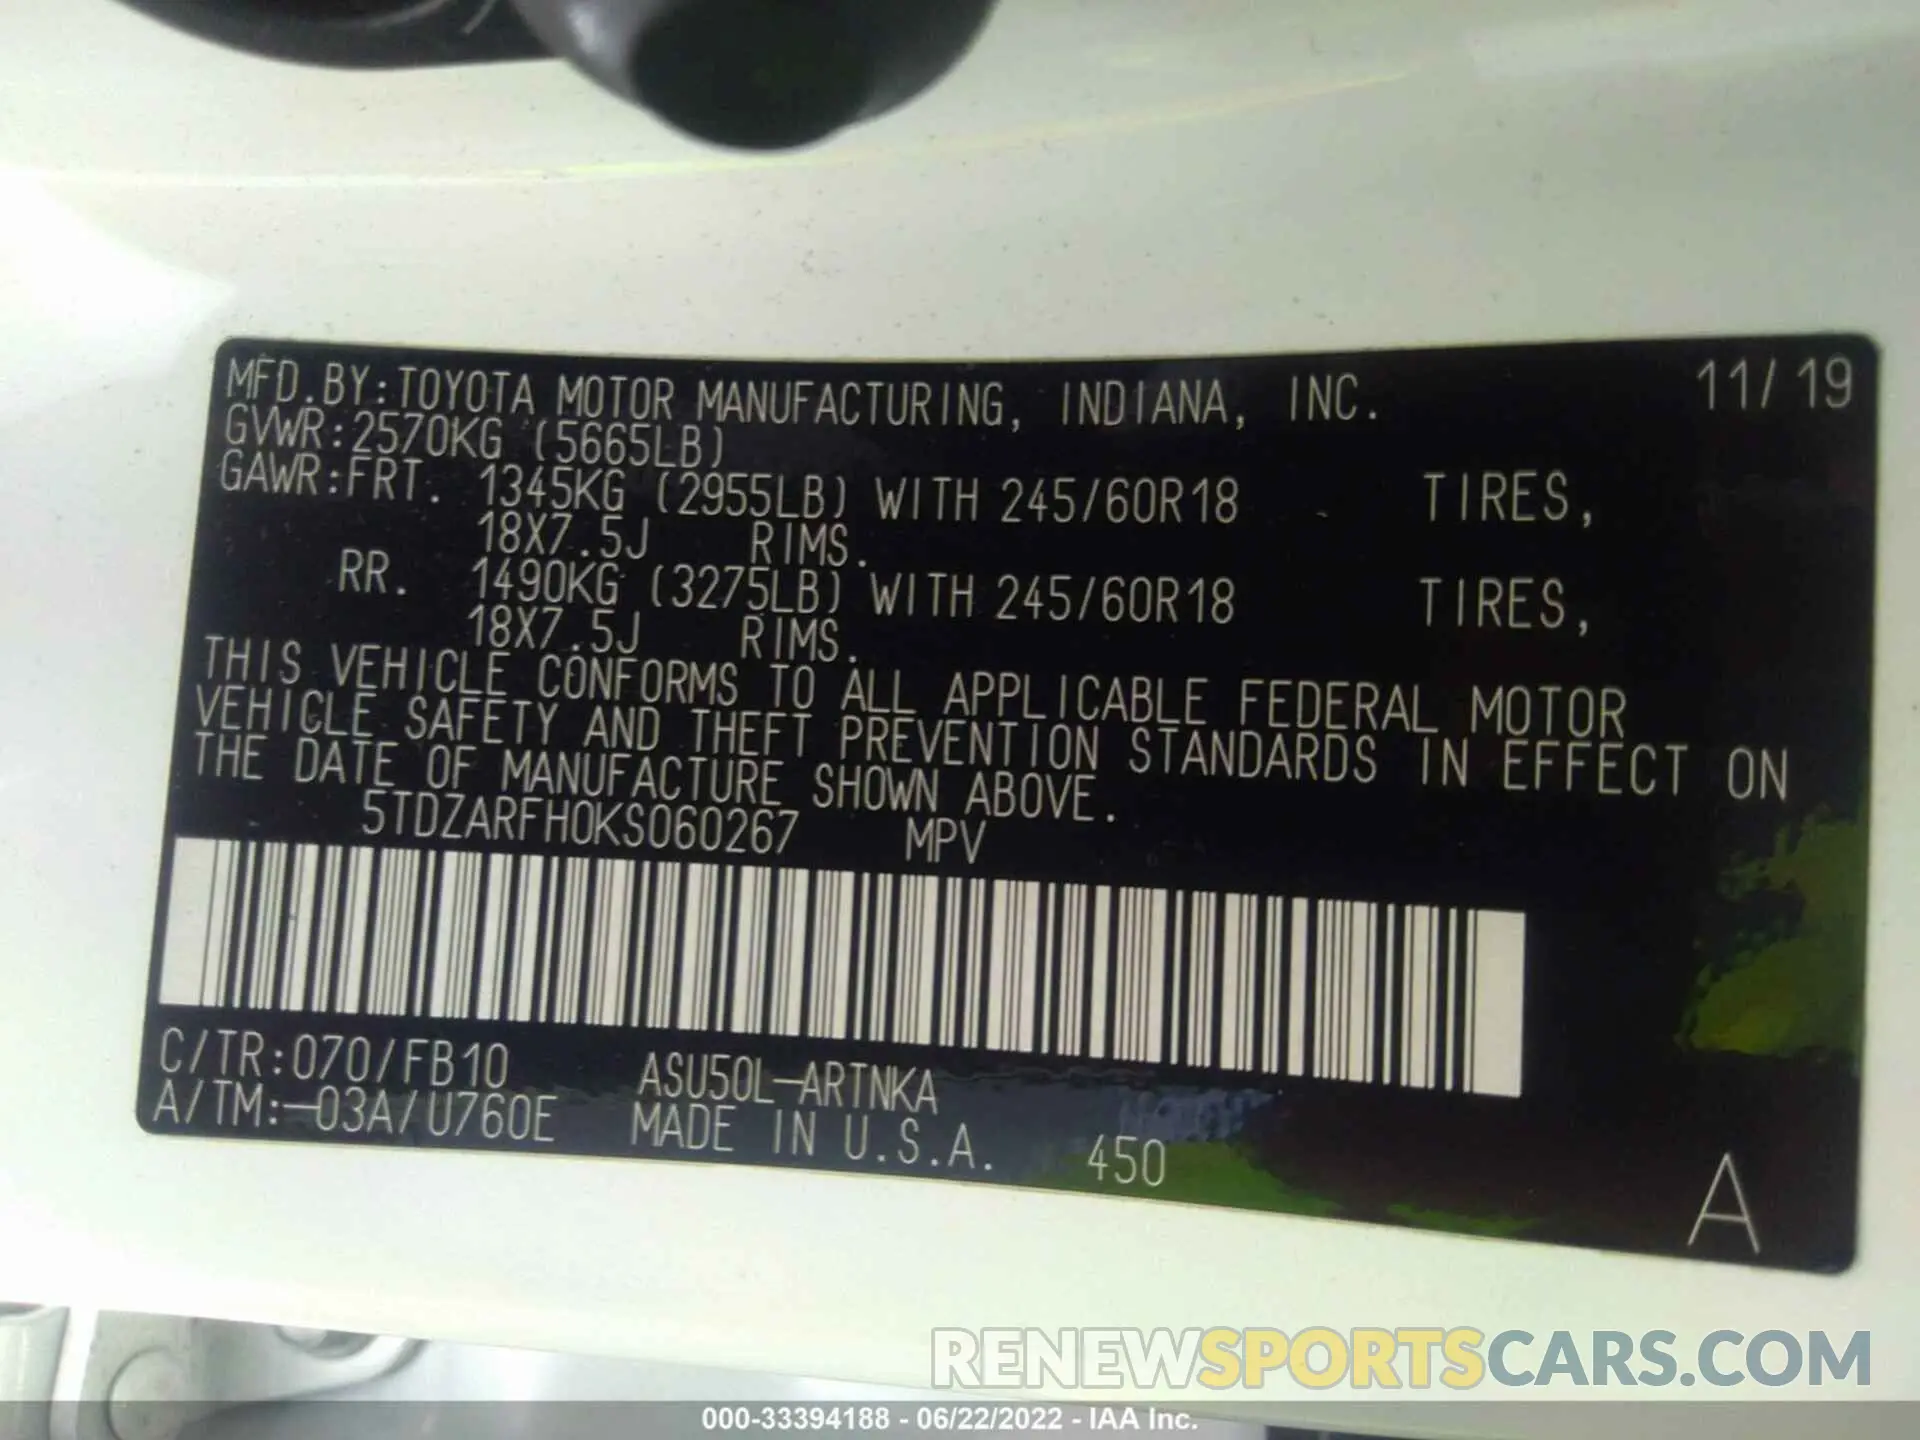 MFD.BY:TOYOTA MOTOR MANUFACTURING, INDIANA, INC. 11/19
GVWR:2570KG (5665LB)
GAWR:FRT. 1345KG (2955LB) WITH 245/60R18 TIRES,
18X7.5J RIMS.
RR. 1490KG (3275LB) WITH 245/60R18 TIRES,
18X7.5J RIMS.
THIS VEHICLE CONFORMS TO ALL APPLICABLE FEDERAL MOTOR
VEHICLE SAFETY AND THEFT PREVENTION STANDARDS IN EFFECT ON
THE DATE OF MANUFACTURE SHOWN ABOVE.
5TDZARFH0KS060267 MPV
C/TR:070/FB10 ASU50L-ARTNKA
A/TM:-03A/U760E MADE IN U.S.A. 450
A
RENEWSPORTSCARS.COM
000-33394188 - 06/22/2022 - IAA Inc.